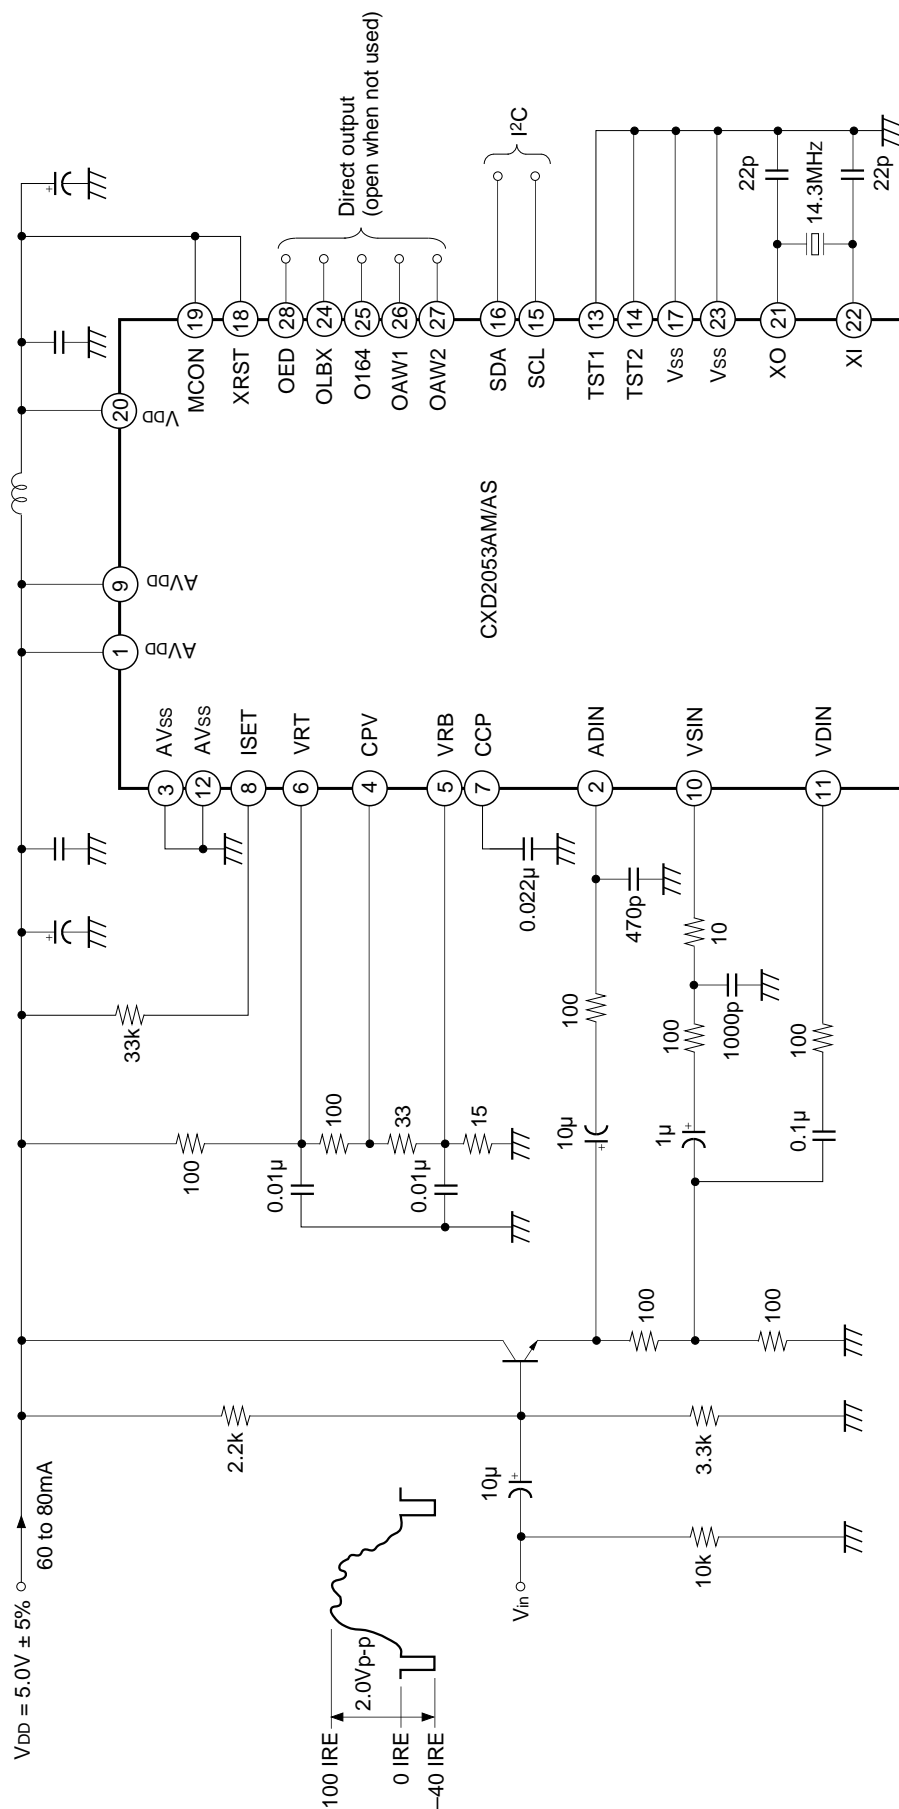 VDD = 5.0V ± 5%
60 to 80mA
100 IRE
0 IRE
–40 IRE
2.0Vp-p
Vin
10k
10µ
+
2.2k
3.3k
100
100
100
0.01µ
100
33
0.01µ
15
10µ
+
1µ
+
0.1µ
33k
100
100
100
1000p
10
470p
0.022µ
+
3
AVss
12
AVss
8
ISET
6
VRT
4
CPV
5
VRB
7
CCP
2
ADIN
10
VSIN
11
VDIN
1
AVDD
9
AVDD
20
VDD
CXD2053AM/AS
MCON
19
XRST
18
OED
28
OLBX
24
O164
25
OAW1
26
OAW2
27
SDA
16
SCL
15
TST1
13
TST2
14
Vss
17
Vss
23
XO
21
XI
22
+
Direct output
(open when not used)
I²C
22p
14.3MHz
22p